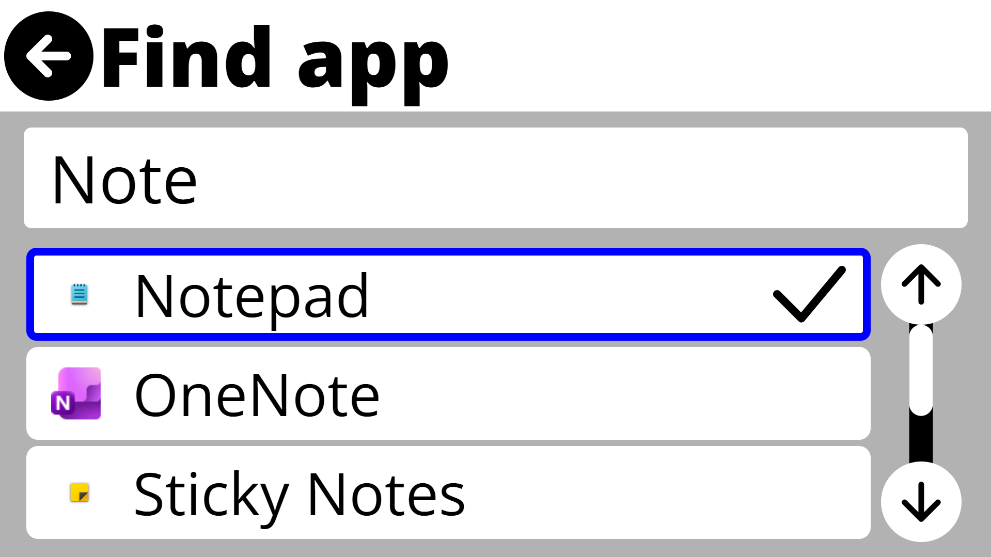 Find app
Note
Notepad
N
OneNote
Sticky Notes